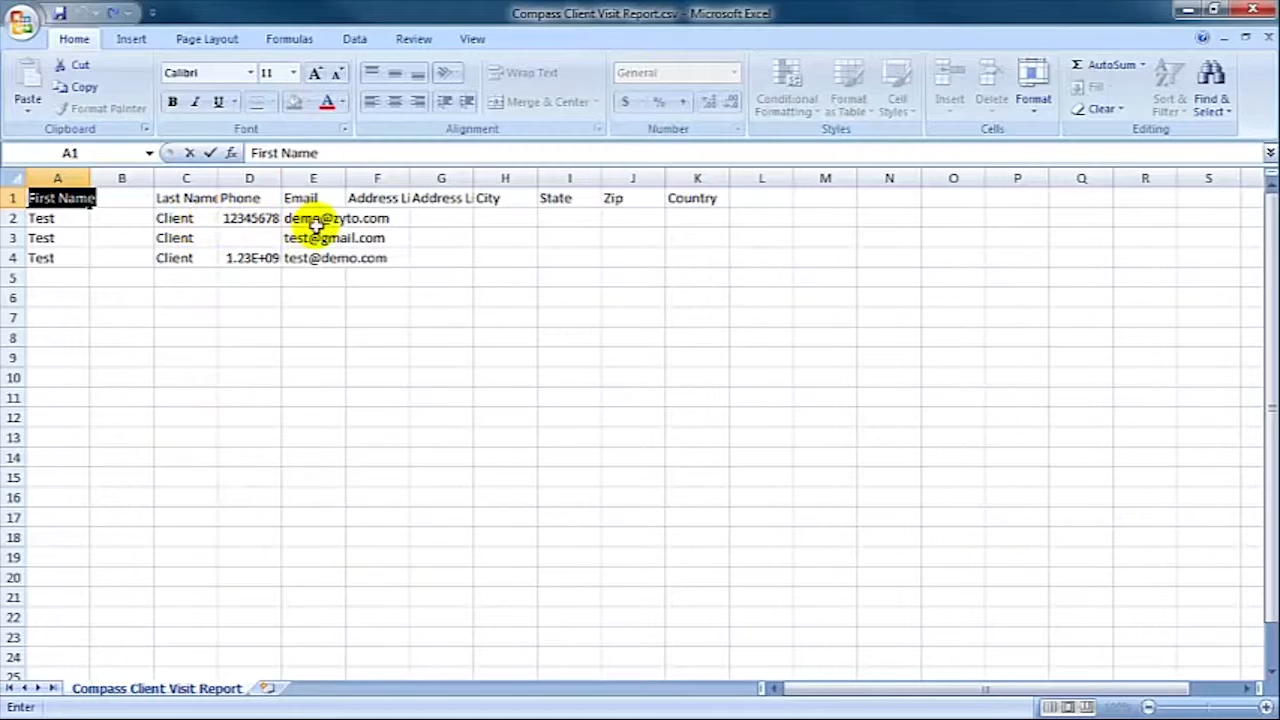 Compass Client Visit Report.csv - Microsoft Excel
Home Insert Page Layout Formulas Data Review View
Paste Cut Copy Format Painter Clipboard
Calibri 11 B I U A Font
Wrap Text Merge & Center Alignment
General $ % , Number
Conditional Formatting Format as Table Cell Styles Styles
Insert Delete Format Cells
Σ AutoSum Fill Clear Sort & Filter Find & Select Editing
A1 fx First Name
A B C D E F G H I J K M N O P Q R S
1 First Name Last Name Phone Email Address Li Address Li City State Zip Country
2 Test Client 12345678 demo@zyto.com
3 Test Client test@gmail.com
4 Test Client 1.23E+09 test@demo.com
5
6
7
8
9
10
11
12
13
14
15
16
17
18
19
20
21
22
23
24
25
Compass Client Visit Report
Enter